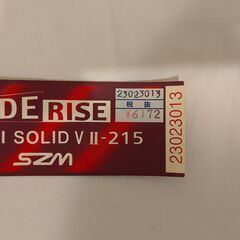 DE RISE
23023013
税抜
¥6172
I SOLID V II-215
SZM
23023013